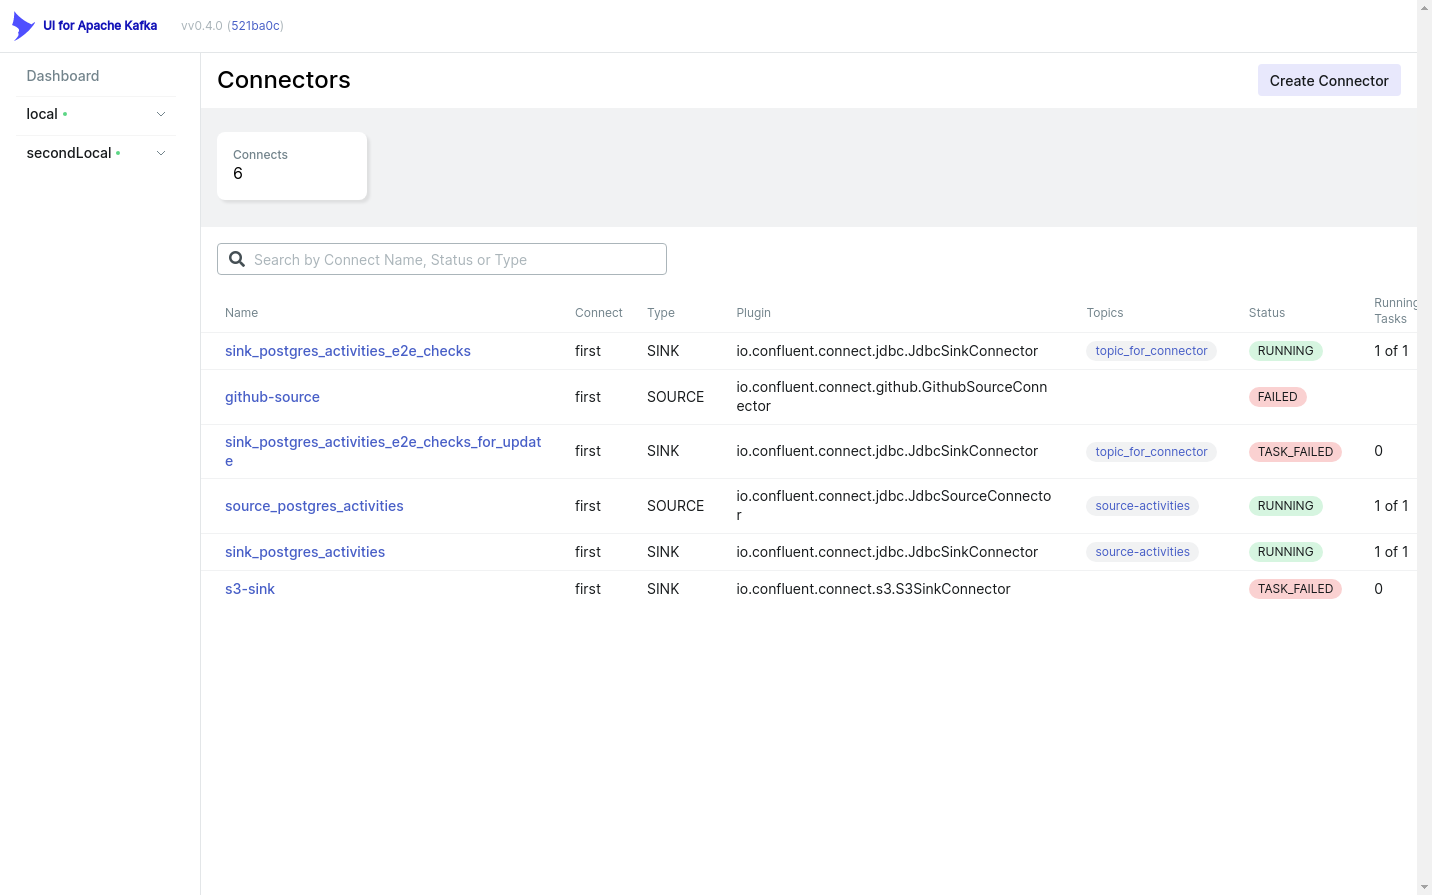 UI for Apache Kafka vv0.4.0 (521ba0c)
Dashboard
local
secondLocal
Connectors
Create Connector
Connects
6
Search by Connect Name, Status or Type
Name Connect Type Plugin Topics Status Running
Tasks
sink_postgres_activities_e2e_checks first SINK io.confluent.connect.jdbc.JdbcSinkConnector topic_for_connector RUNNING 1 of 1
github-source first SOURCE io.confluent.connect.github.GithubSourceConn
ector FAILED
sink_postgres_activities_e2e_checks_for_updat
e first SINK io.confluent.connect.jdbc.JdbcSinkConnector topic_for_connector TASK_FAILED 0
source_postgres_activities first SOURCE io.confluent.connect.jdbc.JdbcSourceConnecto
r source-activities RUNNING 1 of 1
sink_postgres_activities first SINK io.confluent.connect.jdbc.JdbcSinkConnector source-activities RUNNING 1 of 1
s3-sink first SINK io.confluent.connect.s3.S3SinkConnector TASK_FAILED 0